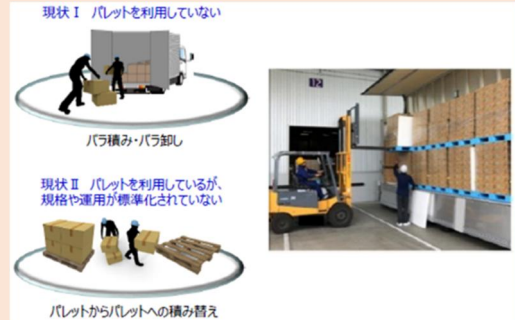 現状Ⅰ パレットを利用していない
バラ積み・バラ卸し
現状Ⅱ パレットを利用しているが、
規格や運用が標準化されていない
パレットからパレットへの積み替え
12